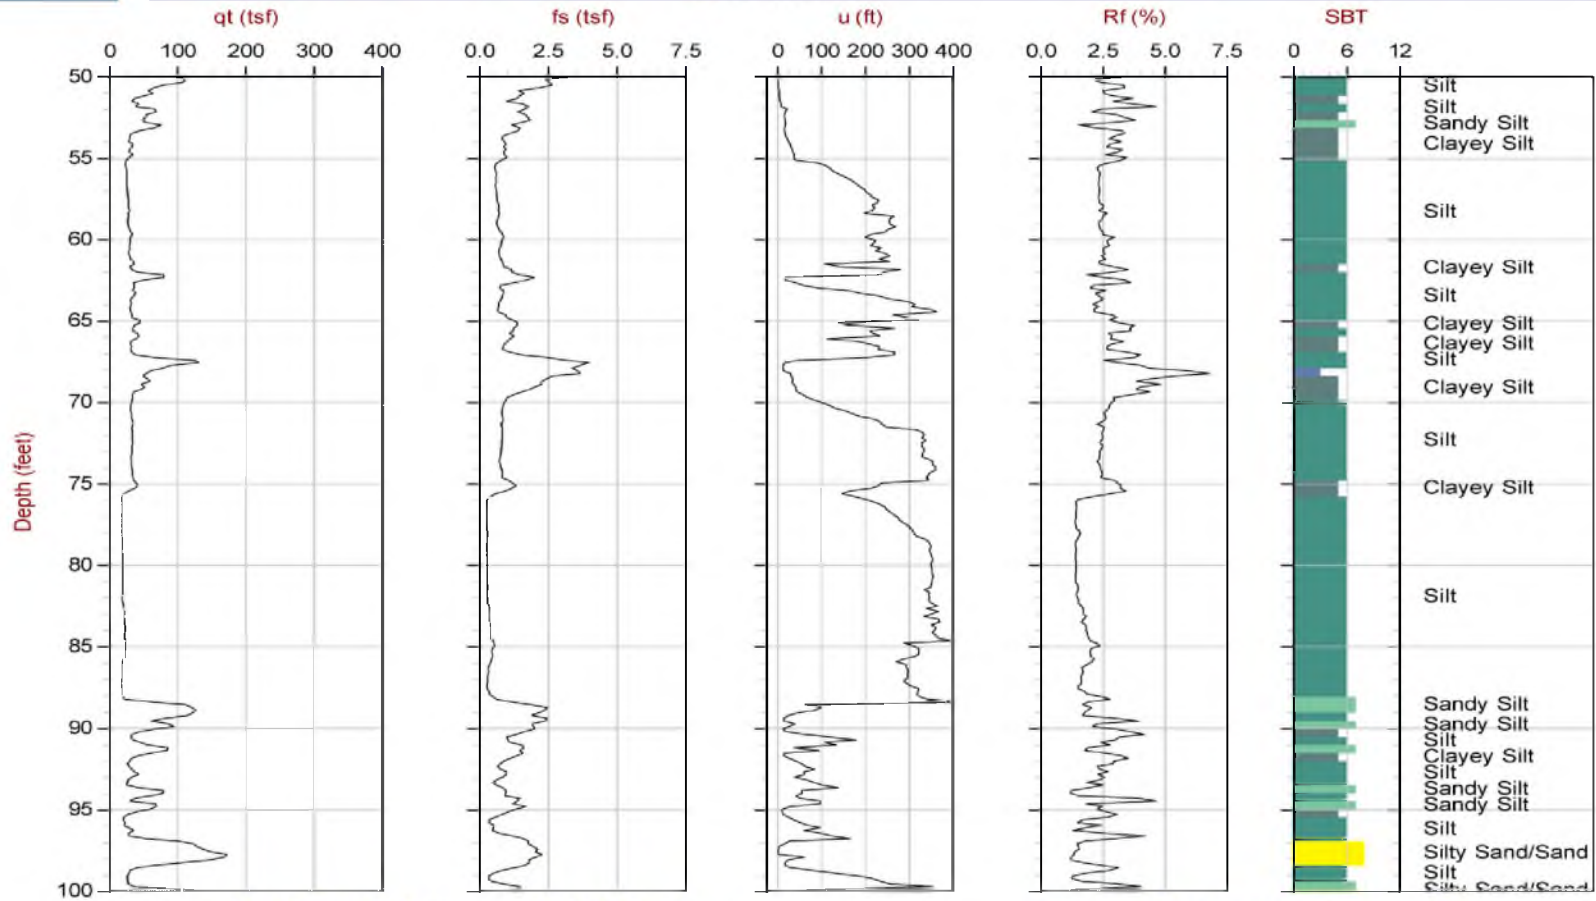 qt (tsf) fs (tsf) u (ft) Rf (%) SBT
0 100 200 300 400 0.0 2.5 5.0 7.5 0 100 200 300 400 0.0 2.5 5.0 7.5 0 6 12
50
Silt
Silt
Sandy Silt
Clayey Silt
55
Silt
60
Clayey Silt
Silt
65
Clayey Silt
Clayey Silt
Silt
Clayey Silt
70
Silt
Depth (feet)
75
Clayey Silt
80
Silt
85
Sandy Silt
90
Sandy Silt
Silt
Clayey Silt
Silt
Sandy Silt
95
Sandy Silt
Silt
Silty Sand/Sand
Silt
100
Silty Sand/Sand